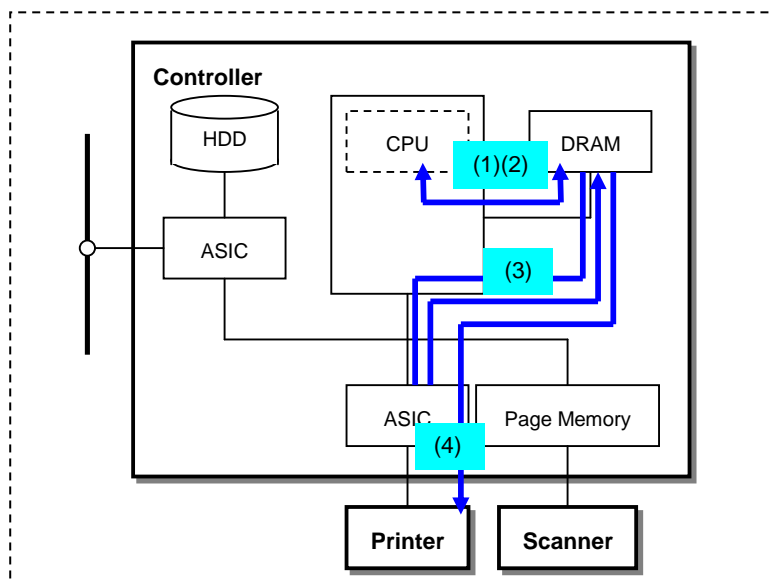 Controller
HDD
CPU
(1)(2)
DRAM
ASIC
(3)
ASIC
Page Memory
(4)
Printer
Scanner